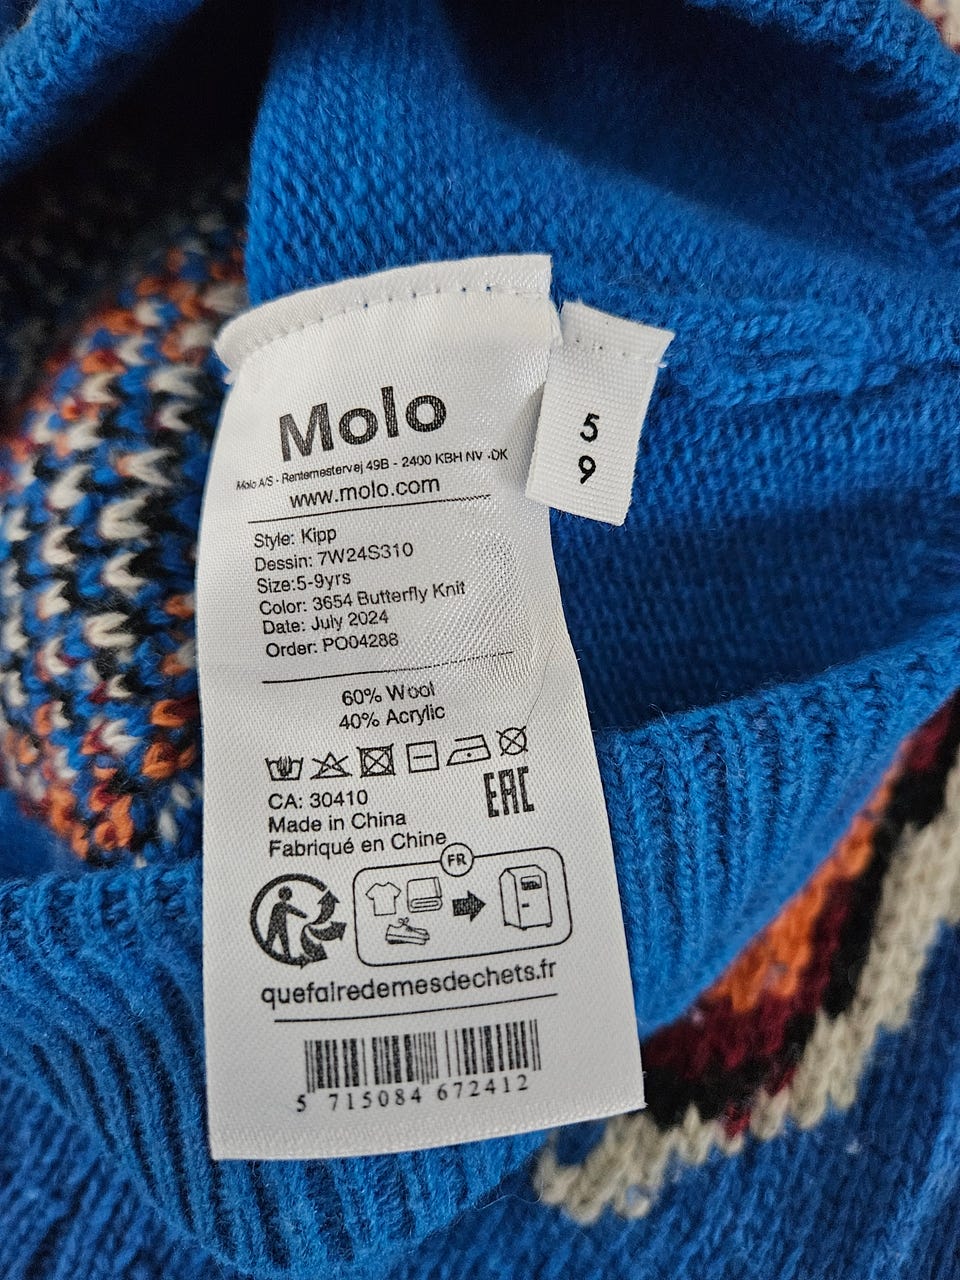 Molo
Molo A/S - Rentemestervej 49B - 2400 KBH NV -DK
www.molo.com
Style: Kipp
Dessin: 7W24S310
Size:5-9yrs
Color: 3654 Butterfly Knit
Date: July 2024
Order: PO04288
60% Wool
40% Acrylic
CA: 30410
EAC
Made in China
Fabriqué en Chine
FR
quefairedemesdechets.fr
5 715084 672412
5
9